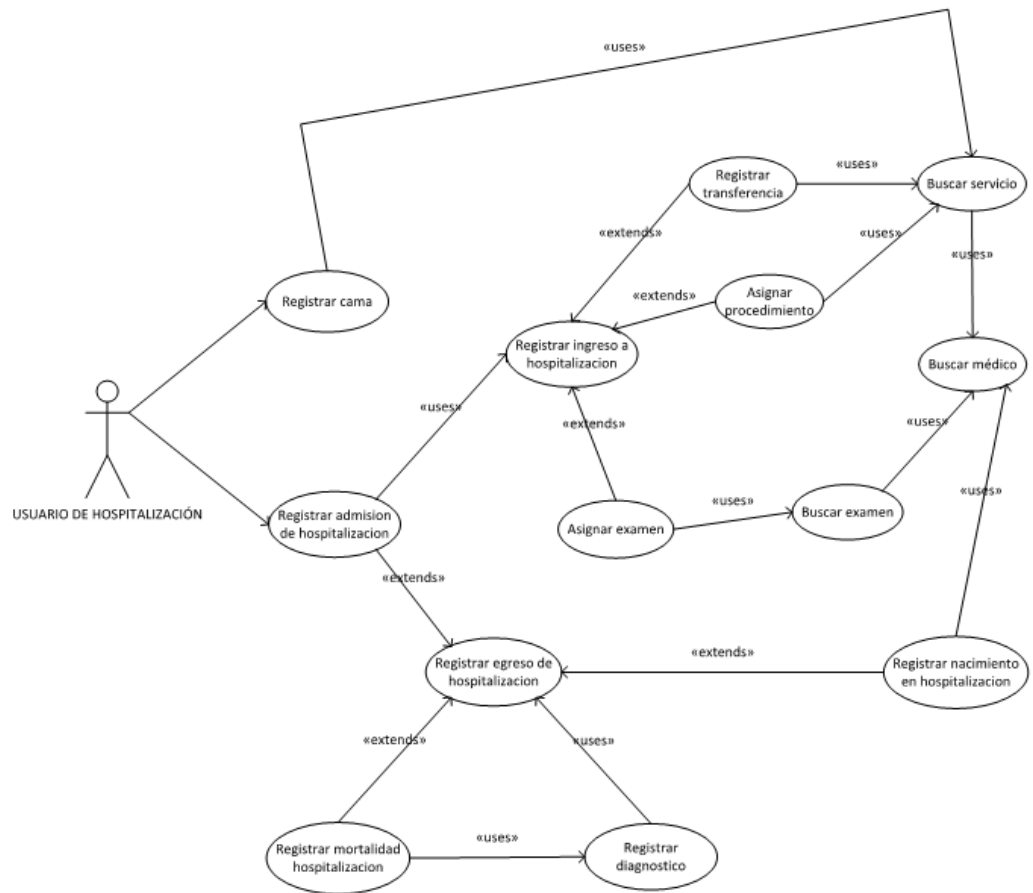 «uses»
Registrar
transferencia
«uses»
Buscar servicio
«extends»
«uses»
«uses»
Registrar cama
«extends»
Asignar
procedimiento
Registrar ingreso a
hospitalizacion
Buscar médico
«uses»
«extends»
«uses»
USUARIO DE HOSPITALIZACIÓN
Registrar admision
de hospitalizacion
Asignar examen
«uses»
Buscar examen
«uses»
«extends»
Registrar egreso de
hospitalizacion
«extends»
Registrar nacimiento
en hospitalizacion
«extends»
«uses»
Registrar mortalidad
hospitalizacion
«uses»
Registrar
diagnostico